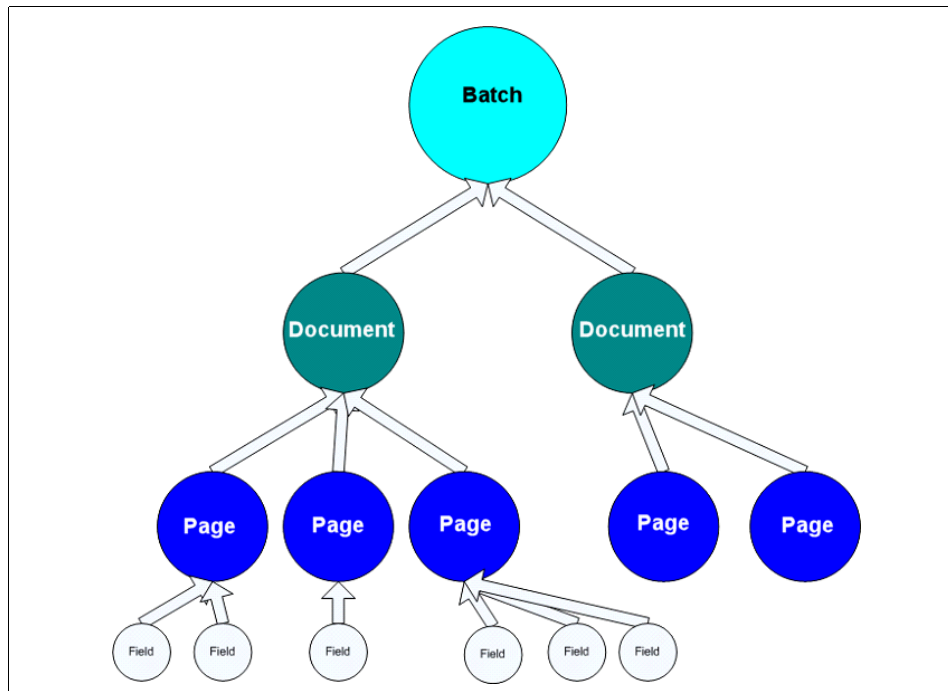 Batch
Document
Document
Page
Page
Page
Page
Page
Field
Field
Field
Field
Field
Field